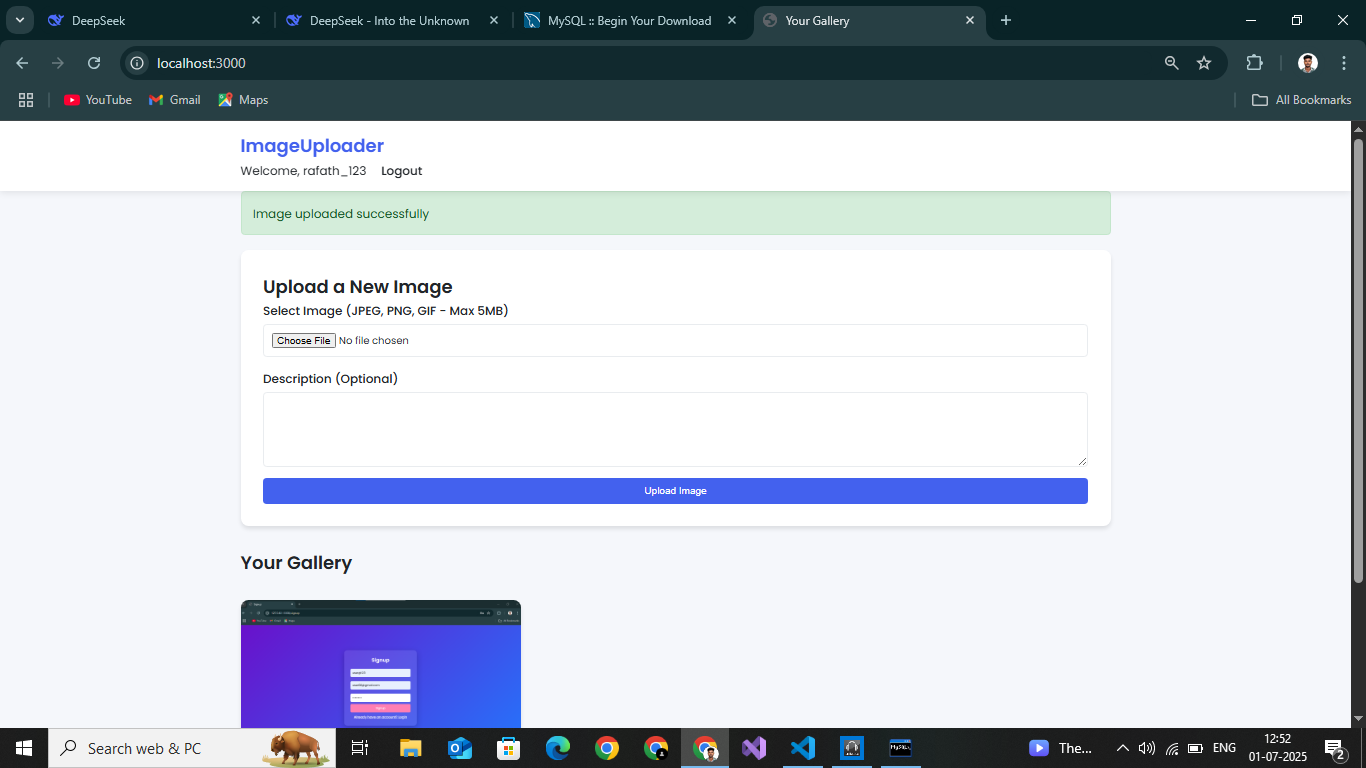 DeepSeek
DeepSeek - Into the Unknown
MySQL :: Begin Your Download
Your Gallery
localhost:3000
YouTube
Gmail
Maps
All Bookmarks
ImageUploader
Welcome, rafath_123 Logout
Image uploaded successfully
Upload a New Image
Select Image (JPEG, PNG, GIF - Max 5MB)
Choose File No file chosen
Description (Optional)
Upload Image
Your Gallery
Signup
Search web & PC
The...
ENG
12:52
01-07-2025
2